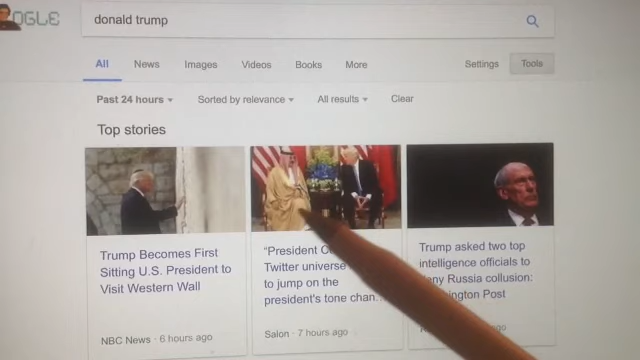 OGLE
donald trump
All News Images Videos Books More Settings Tools
Past 24 hours Sorted by relevance All results Clear
Top stories
Trump Becomes First
Sitting U.S. President to
Visit Western Wall
NBC News · 6 hours ago
"President
Twitter universe
to jump on the
president's tone chan...
Salon · 7 hours ago
Trump asked two top
intelligence officials to
eny Russia collusion:
ington Post
ago